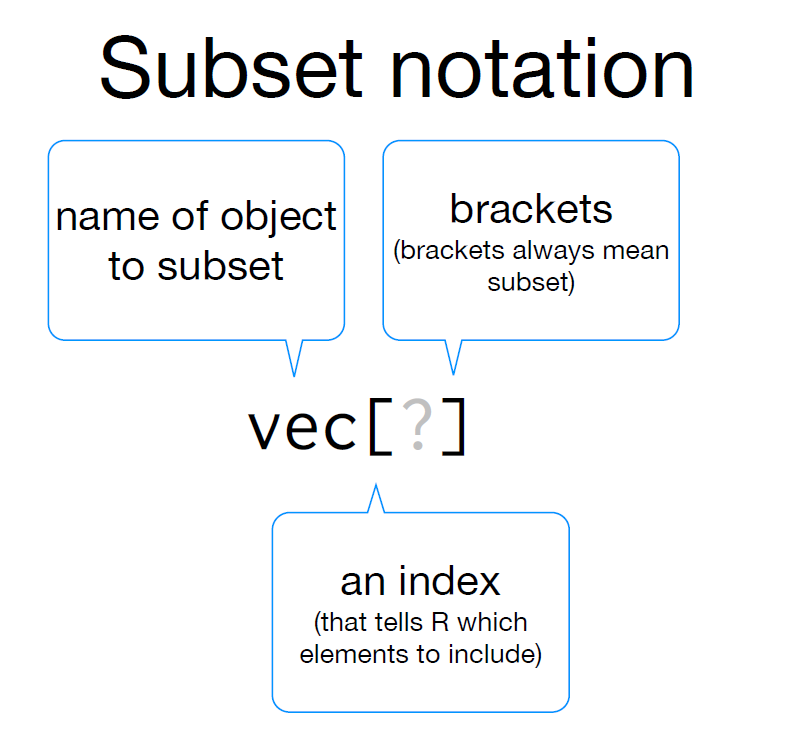 Subset notation
name of object
to subset
brackets
(brackets always mean
subset)
vec[?]
an index
(that tells R which
elements to include)